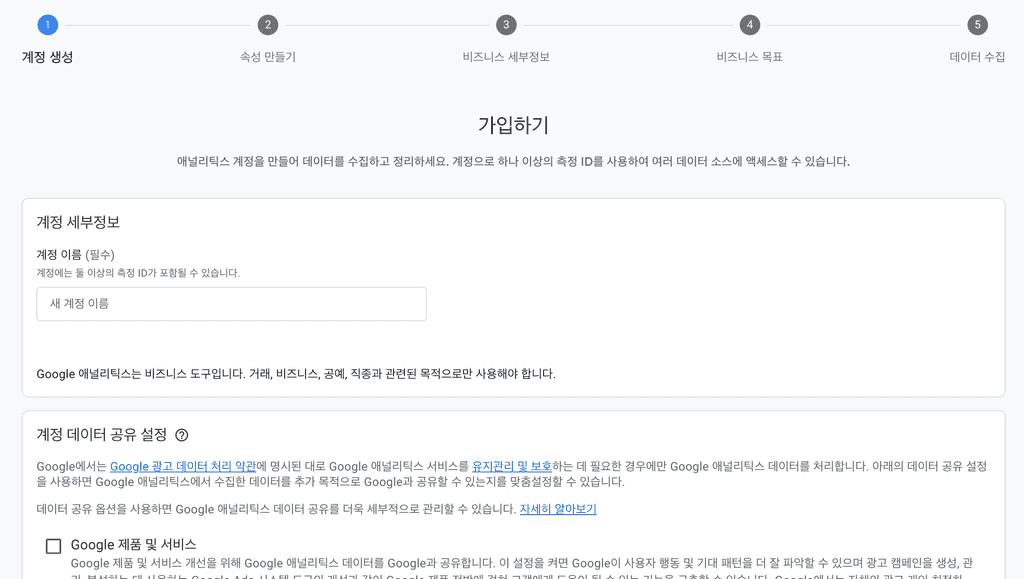 1
2
3
4
5
계정 생성
속성 만들기
비즈니스 세부정보
비즈니스 목표
데이터 수집
가입하기
애널리틱스 계정을 만들어 데이터를 수집하고 정리하세요. 계정으로 하나 이상의 측정 ID를 사용하여 여러 데이터 소스에 액세스할 수 있습니다.
계정 세부정보
계정 이름 (필수)
계정에는 둘 이상의 측정 ID가 포함될 수 있습니다.
새 계정 이름
Google 애널리틱스는 비즈니스 도구입니다. 거래, 비즈니스, 공예, 직종과 관련된 목적으로만 사용해야 합니다.
계정 데이터 공유 설정
Google에서는 Google 광고 데이터 처리 약관에 명시된 대로 Google 애널리틱스 서비스를 유지관리 및 보호하는 데 필요한 경우에만 Google 애널리틱스 데이터를 처리합니다. 아래의 데이터 공유 설정
을 사용하면 Google 애널리틱스에서 수집한 데이터를 추가 목적으로 Google과 공유할 수 있는지를 맞춤설정할 수 있습니다.
데이터 공유 옵션을 사용하면 Google 애널리틱스 데이터 공유를 더욱 세부적으로 관리할 수 있습니다. 자세히 알아보기
Google 제품 및 서비스
Google 제품 및 서비스 개선을 위해 Google 애널리틱스 데이터를 Google과 공유합니다. 이 설정을 켜면 Google이 사용자 행동 및 기대 패턴을 더 잘 파악할 수 있으며 광고 캠페인을 생성, 관